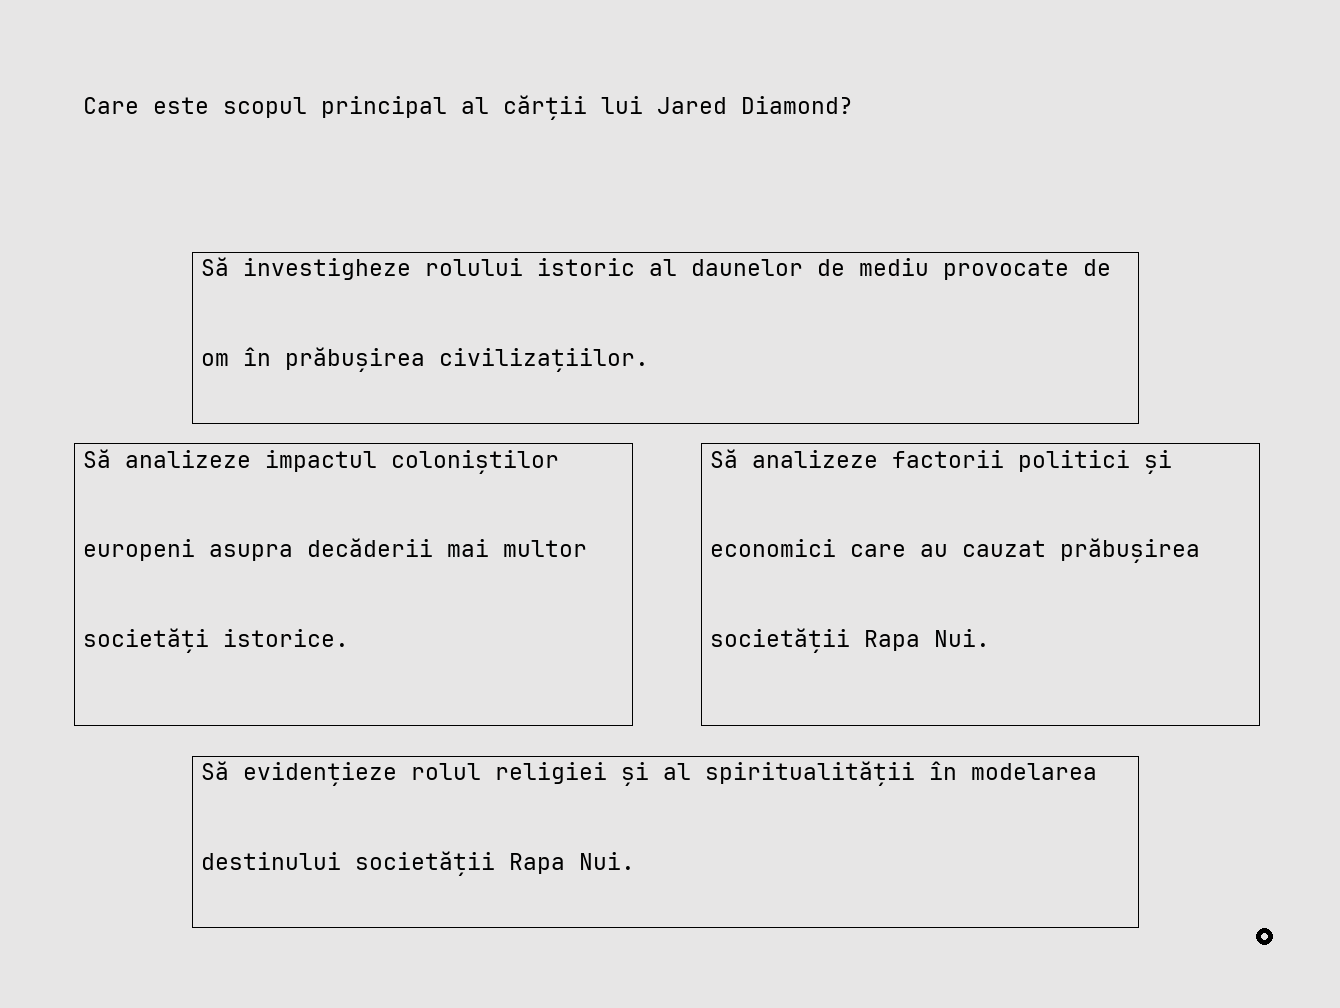 Care este scopul principal al cărții lui Jared Diamond?
Să investigheze rolului istoric al daunelor de mediu provocate de
om în prăbușirea civilizațiilor.
Să analizeze impactul coloniștilor
europeni asupra decăderii mai multor
societăți istorice.
Să analizeze factorii politici și
economici care au cauzat prăbușirea
societății Rapa Nui.
Să evidențieze rolul religiei și al spiritualității în modelarea
destinului societății Rapa Nui.